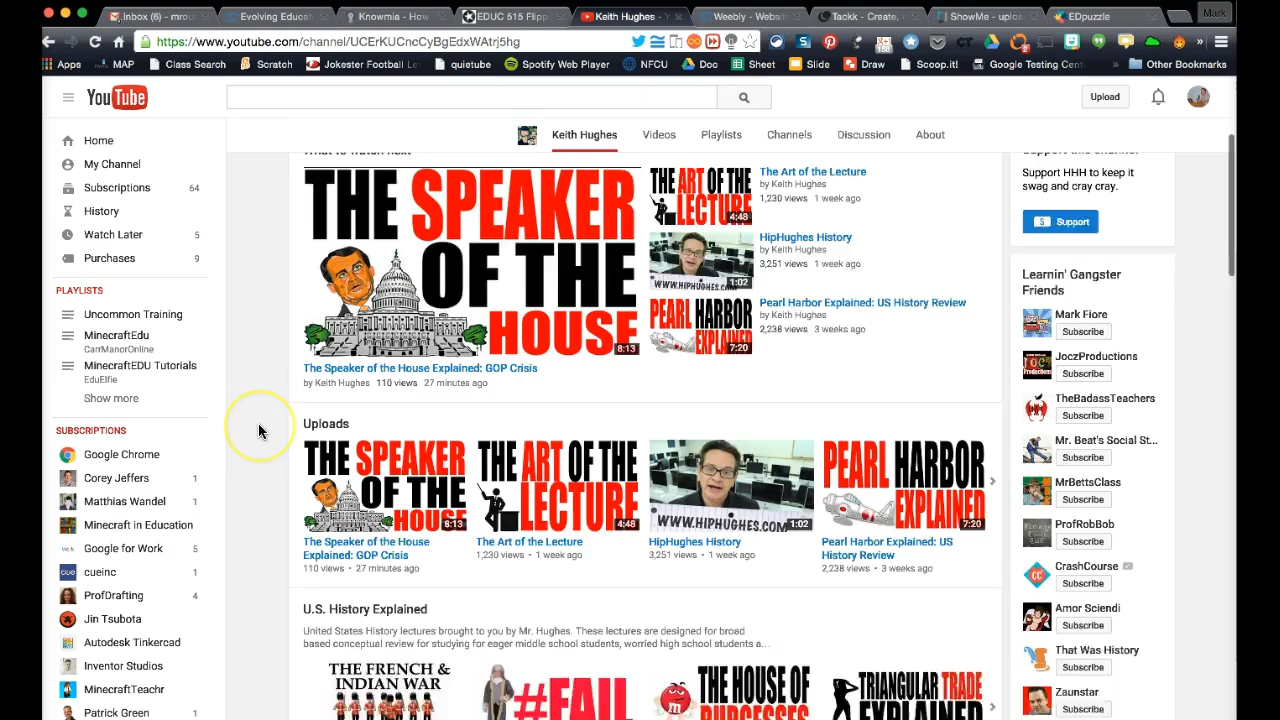 Inbox (6) - mrou
Evolving Educati
Knowmia - How
EDUC 515 Flipp
Keith Hughes - Y
Weebly - Websit
Tackk - Create,
ShowMe - uploa
EDpuzzle
Mark
https://www.youtube.com/channel/UCErKUCncCyBgEdxWAtrj5hg
Apps
MAP
Class Search
Scratch
Jokester Football Le
quietube
Spotify Web Player
NFCU
Doc
Sheet
Slide
Draw
Scoop.it!
Google Testing Cent
Other Bookmarks
YouTube
Upload
Home
My Channel
Subscriptions 64
History
Watch Later 5
Purchases 9
PLAYLISTS
Uncommon Training
MinecraftEdu
CarrManorOnline
MinecraftEDU Tutorials
EduElfie
Show more
SUBSCRIPTIONS
Google Chrome
Corey Jeffers 1
Matthias Wandel 1
Minecraft in Education
Google for Work 5
cueinc 1
ProfDrafting 4
Jin Tsubota
Autodesk Tinkercad
Inventor Studios
MinecraftTeachr
Patrick Green
Keith Hughes
Videos
Playlists
Channels
Discussion
About
What to watch next
THE SPEAKER
OF THE
HOUSE
8:13
The Speaker of the House Explained: GOP Crisis
by Keith Hughes 110 views 27 minutes ago
THE ART
OF THE
LECTURE
4:48
The Art of the Lecture
by Keith Hughes
1,230 views 1 week ago
WWW.HIPHUGHES.COM
1:02
HipHughes History
by Keith Hughes
3,251 views 1 week ago
PEARL HARBOR
EXPLAINED
7:20
Pearl Harbor Explained: US History Review
by Keith Hughes
2,238 views 3 weeks ago
Uploads
THE SPEAKER
OF THE
HOUSE
8:13
The Speaker of the House
Explained: GOP Crisis
110 views • 27 minutes ago
THE ART
OF THE
LECTURE
4:48
The Art of the Lecture
1,230 views • 1 week ago
WWW.HIPHUGHES.COM
1:02
HipHughes History
3,251 views • 1 week ago
PEARL HARBOR
EXPLAINED
7:20
Pearl Harbor Explained: US
History Review
2,238 views • 3 weeks ago
U.S. History Explained
United States History lectures brought to you by Mr. Hughes. These lectures are designed for broad
based conceptual review for studying for eager middle school students, worried high school students a...
THE FRENCH &
INDIAN WAR
#FAIL
THE HOUSE OF
BURGESSES
TRIANGULAR TRADE
EXPLAINED
Support this channel
Support HHH to keep it
swag and cray cray.
S Support
Learnin' Gangster
Friends
Mark Fiore
Subscribe
JoczProductions
Subscribe
TheBadassTeachers
Subscribe
Mr. Beat's Social St...
Subscribe
MrBettsClass
Subscribe
ProfRobBob
Subscribe
CrashCourse
Subscribe
Amor Sciendi
Subscribe
That Was History
Subscribe
Zaunstar
Subscribe